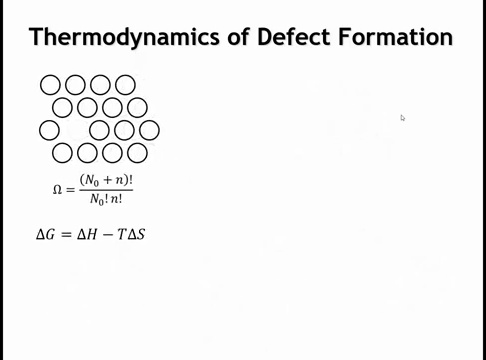 Thermodynamics of Defect Formation
Ω = (N₀ + n)! / N₀! n!
ΔG = ΔH − TΔS